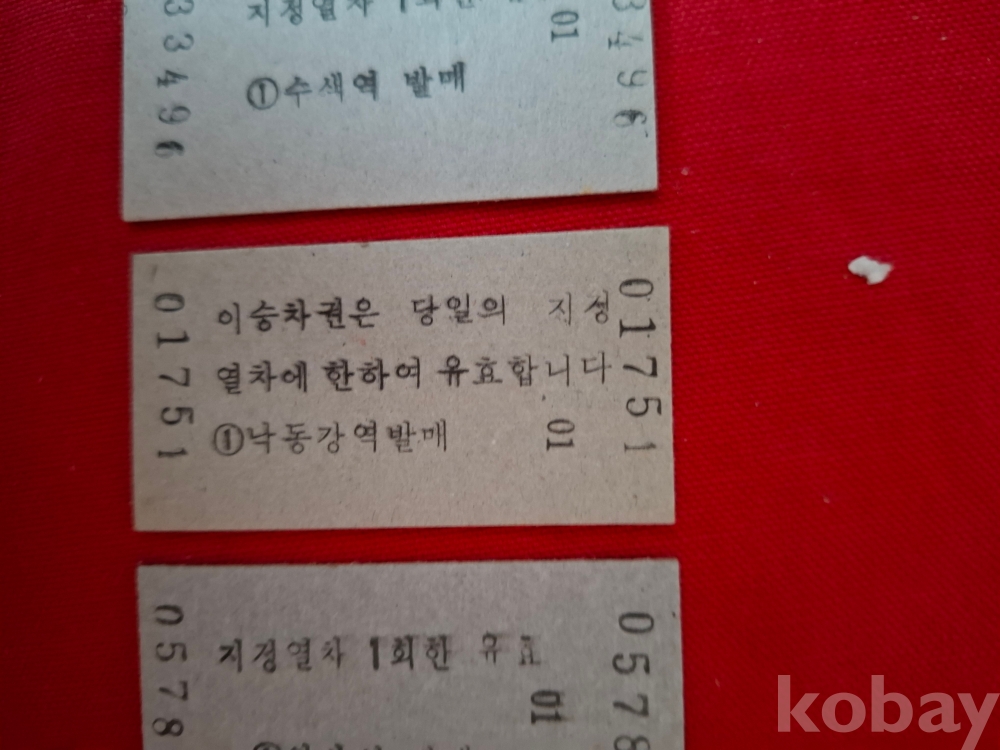 33496
지정열차 1회한
01
①수색역 발매
3496
01751
이승차권은 당일의 지정
열차에 한하여 유효합니다
①낙동강역발매
01
01751
0578
지정열차 1회한 유효
01
0578
kobay